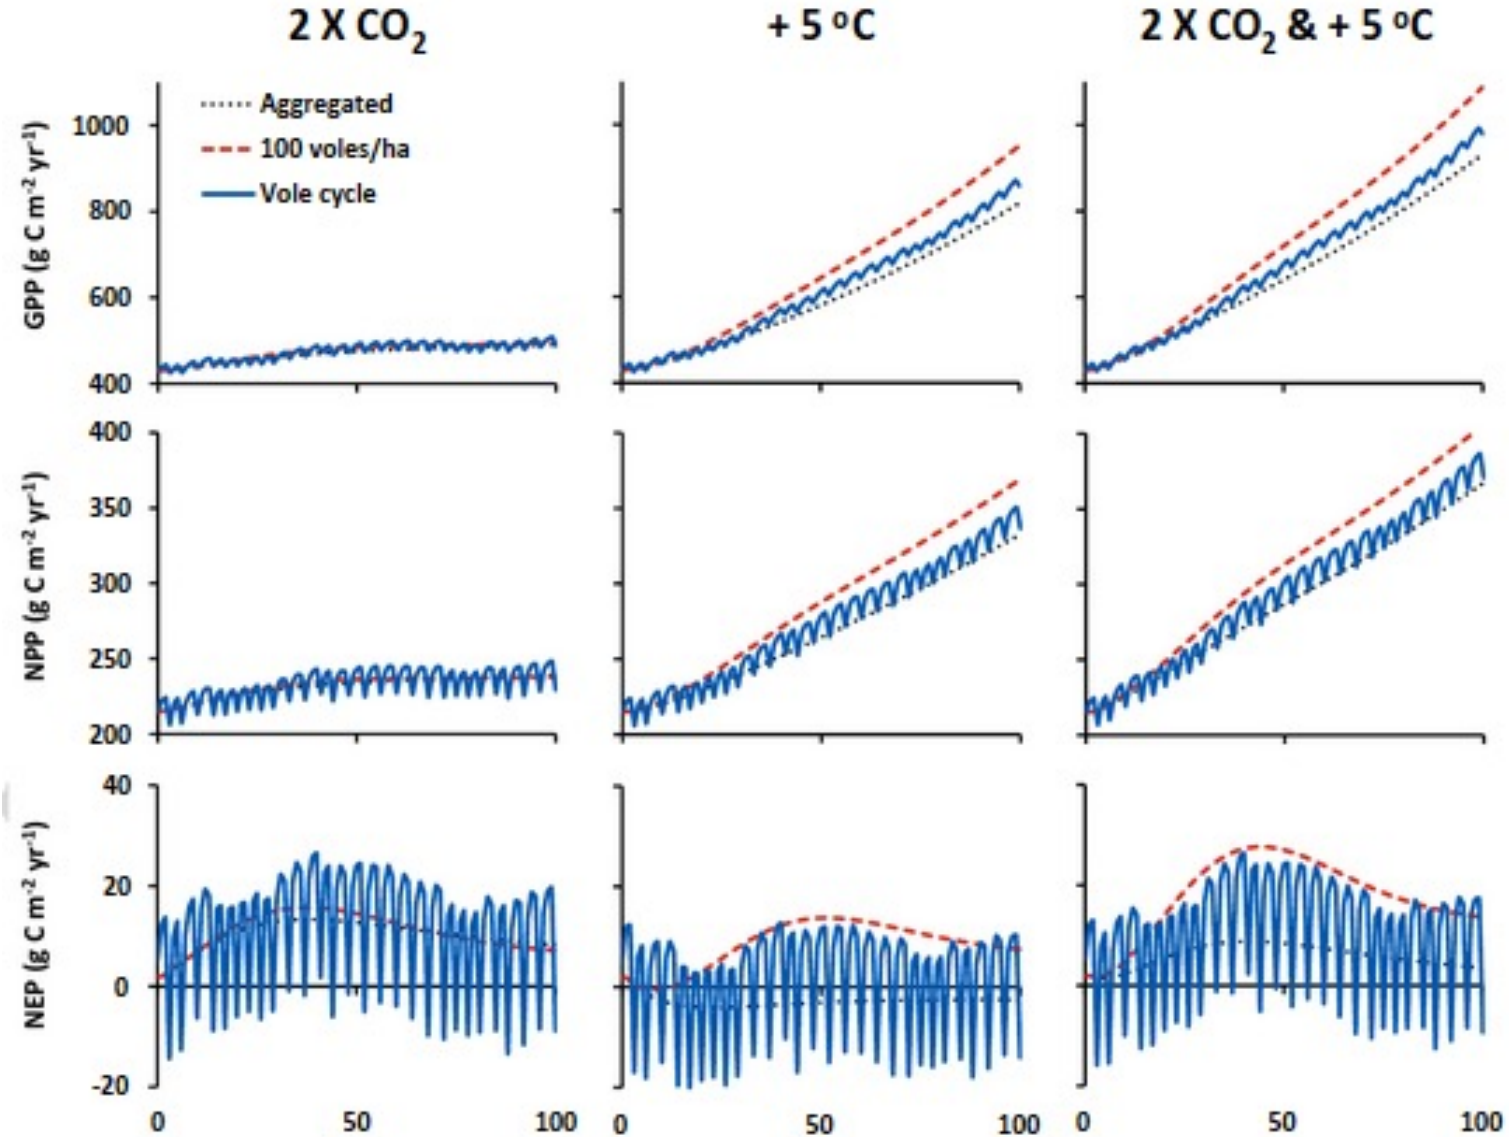 2 X CO2
+ 5 oC
2 X CO2 & + 5 oC
Aggregated
100 voles/ha
Vole cycle
GPP (g C m-2 yr-1)
1000
800
600
400
NPP (g C m-2 yr-1)
400
350
300
250
200
NEP (g C m-2 yr-1)
40
20
0
-20
0 50 100
0 50 100
0 50 100